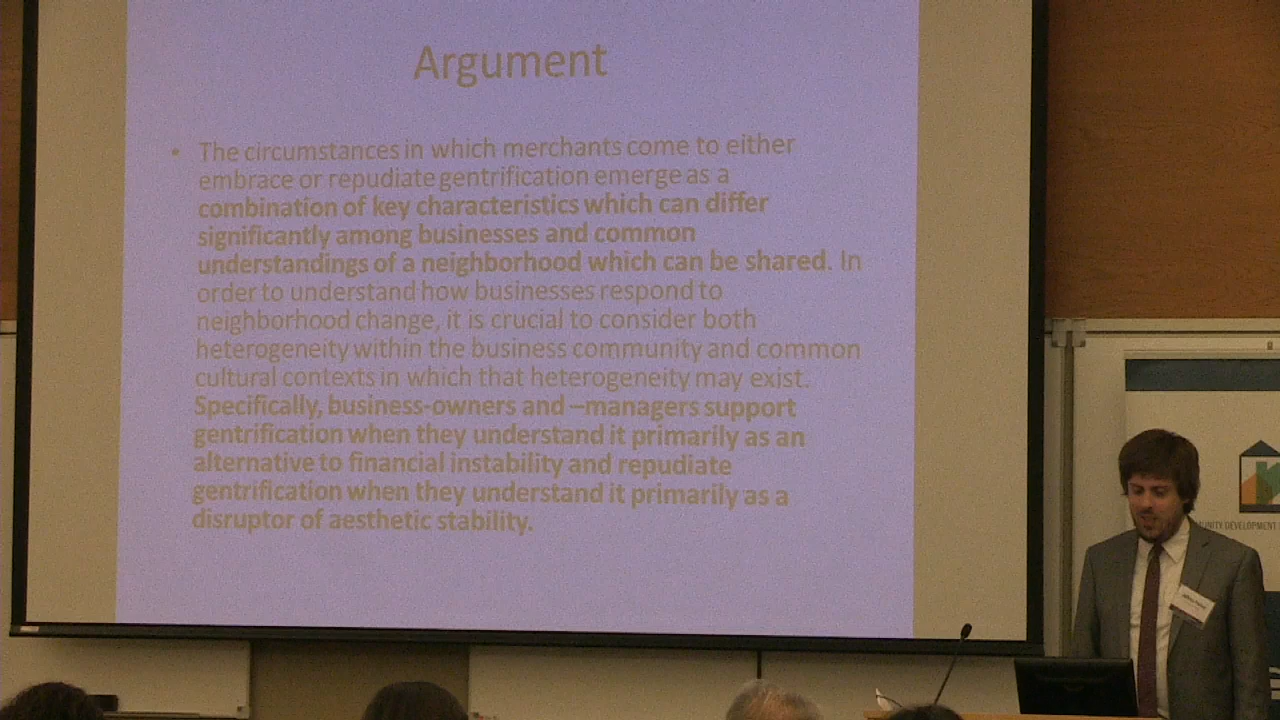 Argument
• The circumstances in which merchants come to either
embrace or repudiate gentrification emerge as a
combination of key characteristics which can differ
significantly among businesses and common
understandings of a neighborhood which can be shared. In
order to understand how businesses respond to
neighborhood change, it is crucial to consider both
heterogeneity within the business community and common
cultural contexts in which that heterogeneity may exist.
Specifically, business-owners and –managers support
gentrification when they understand it primarily as an
alternative to financial instability and repudiate
gentrification when they understand it primarily as a
disruptor of aesthetic stability.
DEVELOPMENT